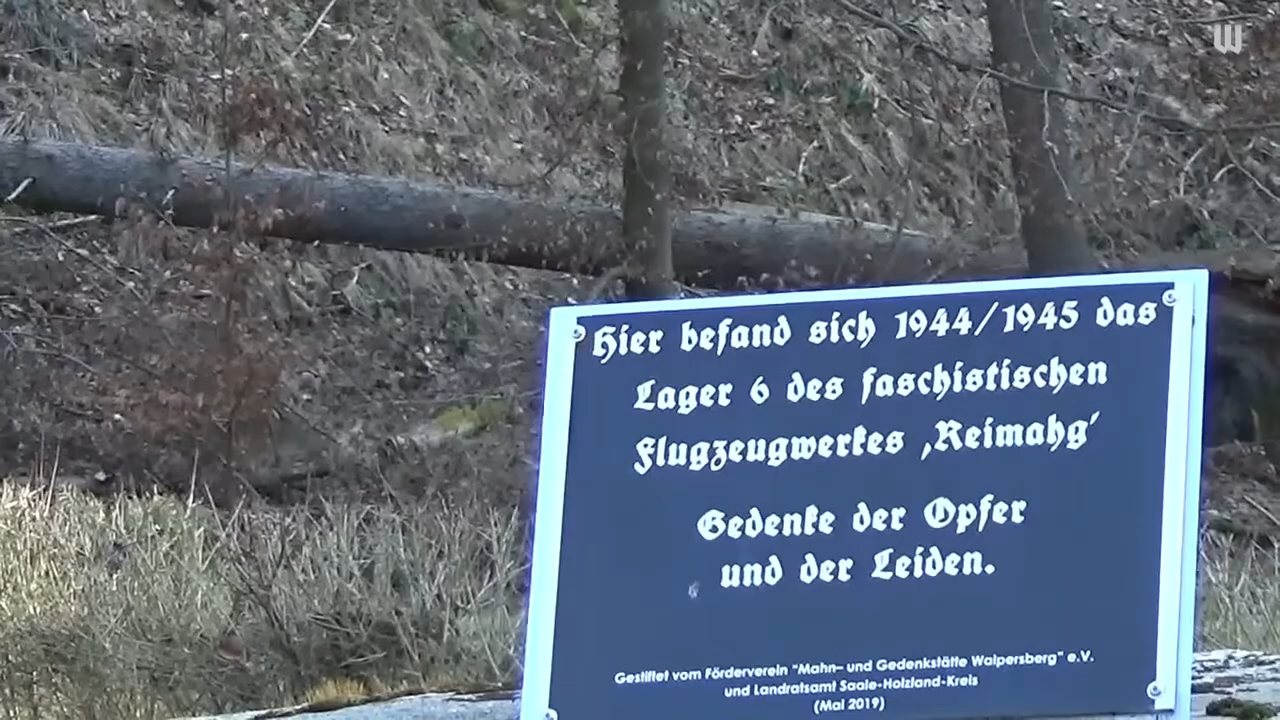 W
Hier befand sich 1944/1945 das
Lager 6 des faschistischen
Flugzeugwerkes ‚Reimahg‘
Gedenke der Opfer
und der Leiden.
Gestiftet vom Förderverein "Mahn- und Gedenkstätte Walpersberg" e.V.
und Landratsamt Saale-Holzland-Kreis
(Mai 2019)